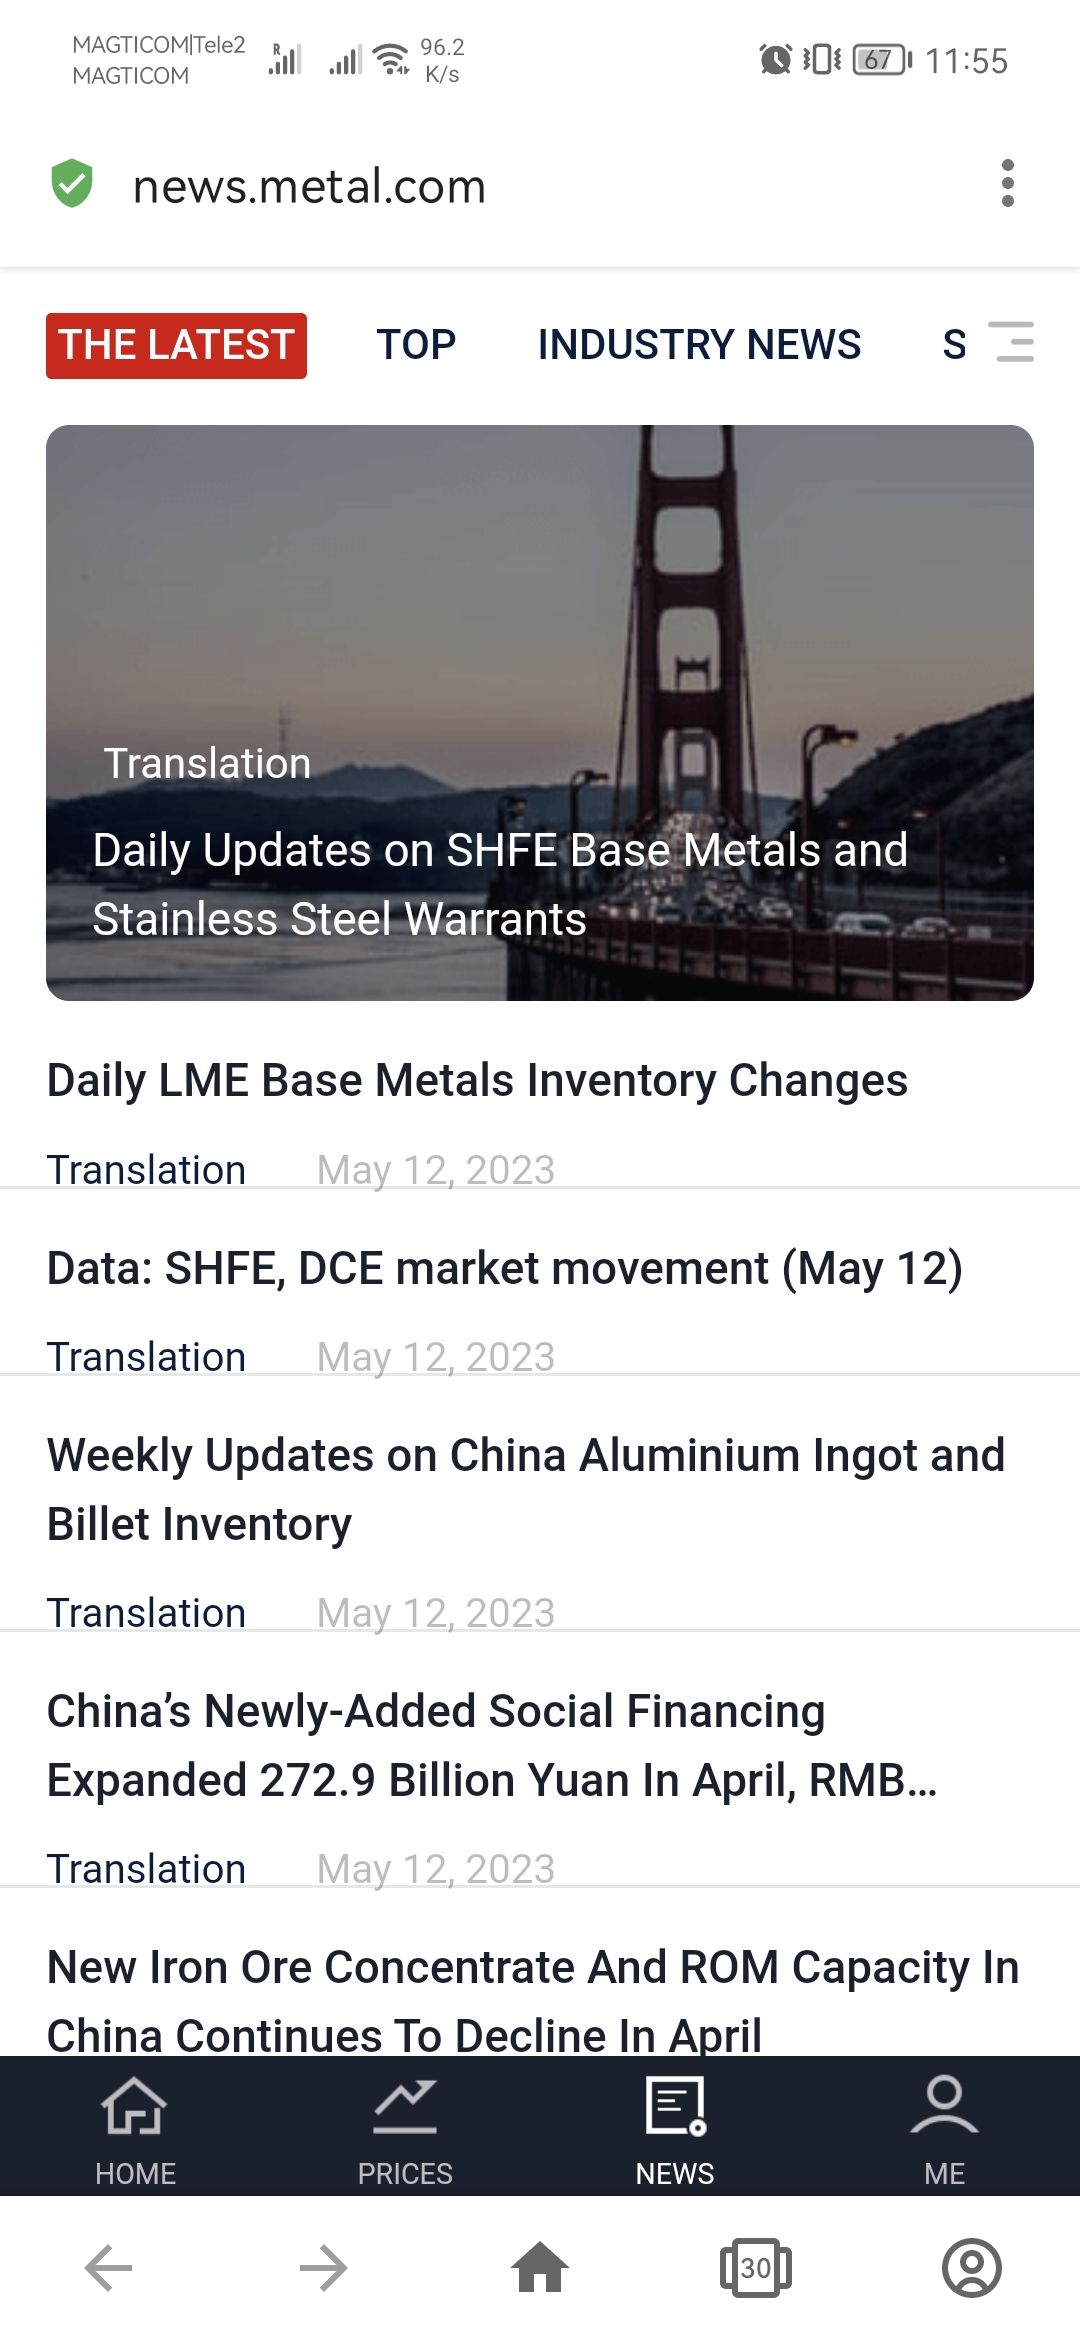 MAGTICOM|Tele2
MAGTICOM
R
96.2
K/s
67
11:55
news.metal.com
THE LATEST
TOP
INDUSTRY NEWS
S
Translation
Daily Updates on SHFE Base Metals and
Stainless Steel Warrants
Daily LME Base Metals Inventory Changes
Translation May 12, 2023
Data: SHFE, DCE market movement (May 12)
Translation May 12, 2023
Weekly Updates on China Aluminium Ingot and
Billet Inventory
Translation May 12, 2023
China’s Newly-Added Social Financing
Expanded 272.9 Billion Yuan In April, RMB...
Translation May 12, 2023
New Iron Ore Concentrate And ROM Capacity In
China Continues To Decline In April
HOME
PRICES
NEWS
ME
30